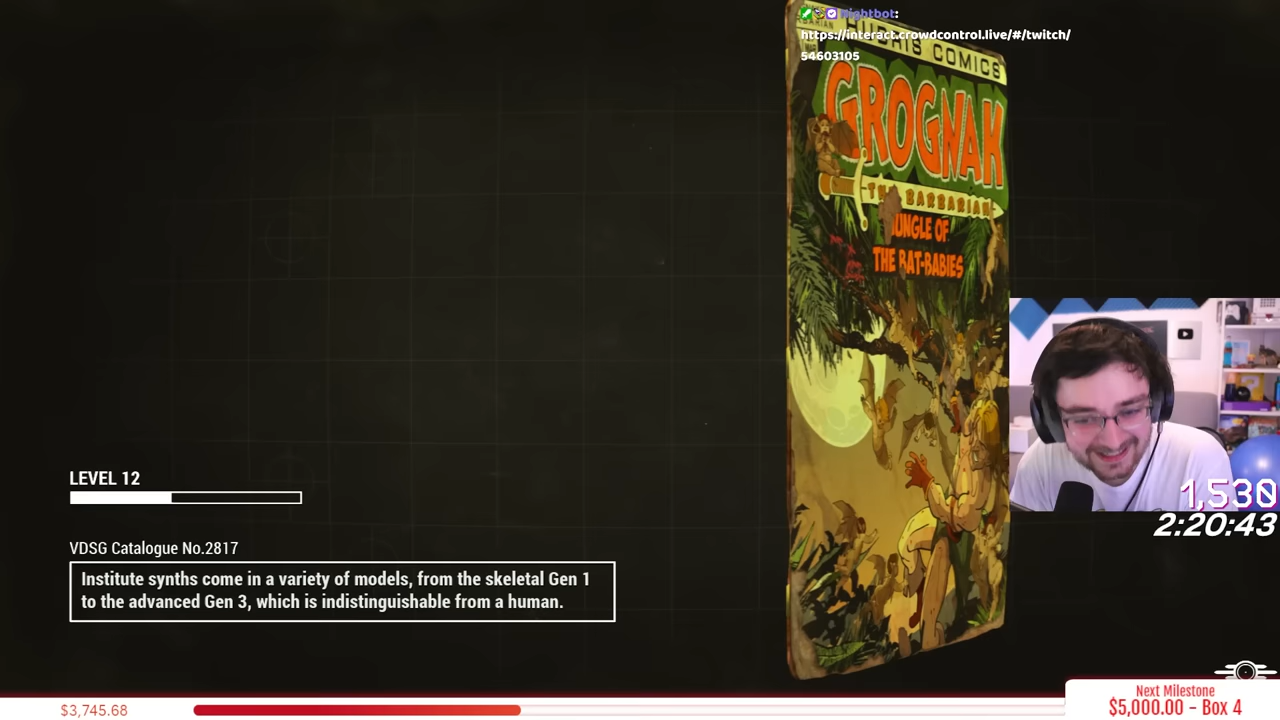 Nightbot:
https://interact.crowdcontrol.live/#/twitch/
54603105
HUBRIS COMICS
GROGNAK
THE BARBARIAN
JUNGLE OF
THE BAT-BABIES
LEVEL 12
VDSG Catalogue No.2817
Institute synths come in a variety of models, from the skeletal Gen 1
to the advanced Gen 3, which is indistinguishable from a human.
1,530
2:20:43
$3,745.68
Next Milestone
$5,000.00 - Box 4